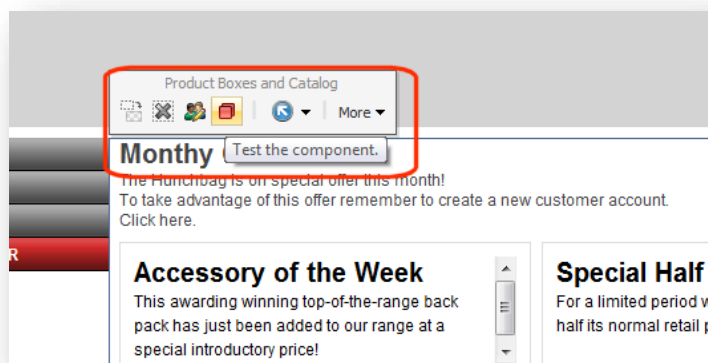 Product Boxes and Catalog
More
Test the component.
Monthy
The Hunchbag is on special offer this month!
To take advantage of this offer remember to create a new customer account.
Click here.
R
Accessory of the Week
This awarding winning top-of-the-range back
pack has just been added to our range at a
special introductory price!
Special Half
For a limited period
half its normal retail